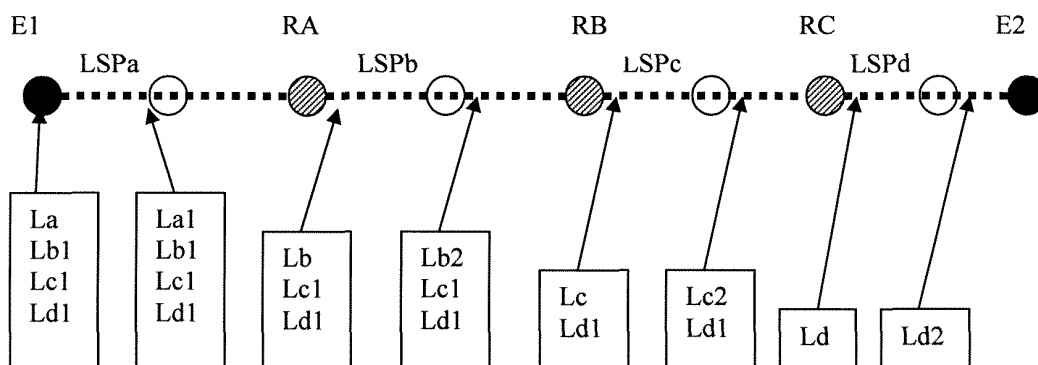 E1 RA RB RC E2
LSPa LSPb LSPc LSPd
La
Lb1
Lc1
Ld1
La1
Lb1
Lc1
Ld1
Lb
Lc1
Ld1
Lb2
Lc1
Ld1
Lc
Ld1
Lc2
Ld1
Ld
Ld2